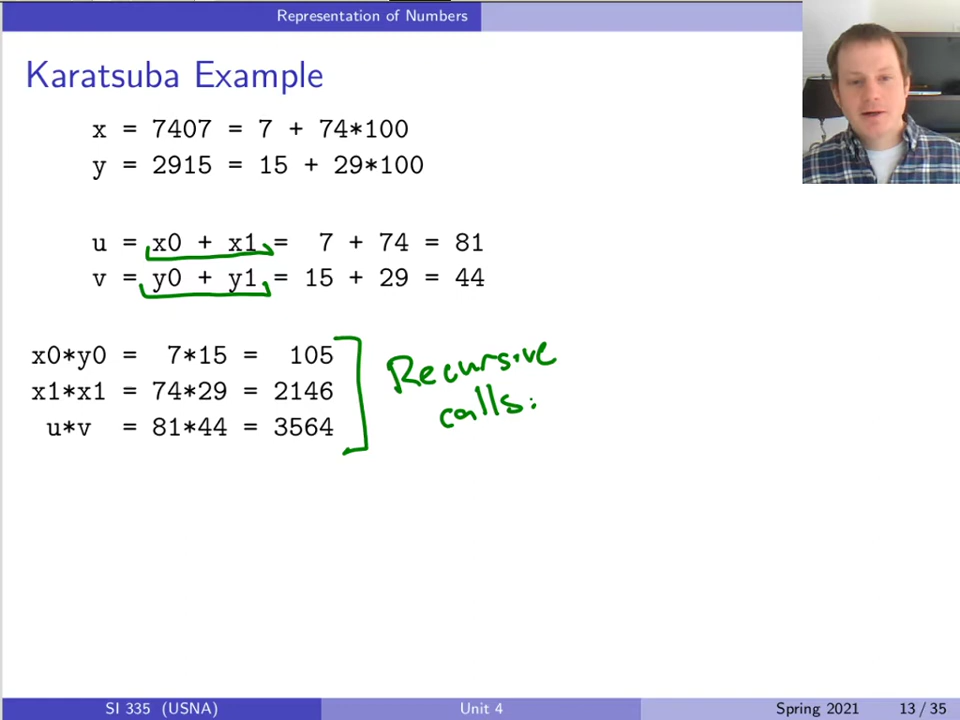 Representation of Numbers
Karatsuba Example
x = 7407 = 7 + 74*100
y = 2915 = 15 + 29*100
u = x0 + x1 = 7 + 74 = 81
v = y0 + y1 = 15 + 29 = 44
x0*y0 = 7*15 = 105
x1*x1 = 74*29 = 2146
u*v = 81*44 = 3564
Recursive
calls:
SI 335 (USNA) Unit 4 Spring 2021 13 / 35